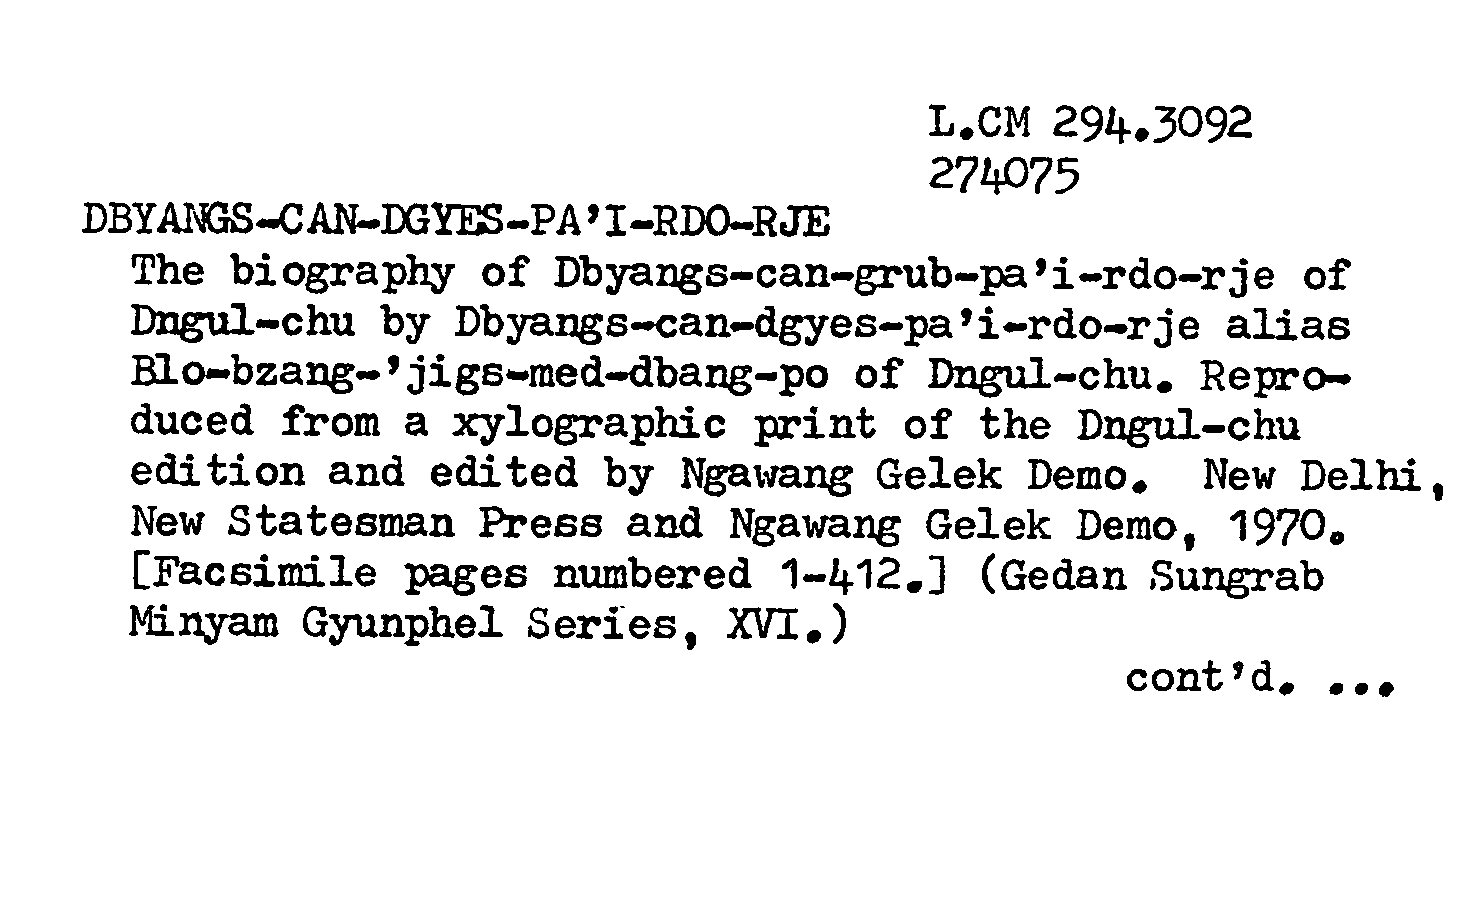 L.CM 294.3092
274075
DBYANGS-CAN-DGYES-PA'I-RDO-RJE
The biography of Dbyangs-can-grub-pa'i-rdo-rje of
Dngul-chu by Dbyangs-can-dgyes-pa'i-rdo-rje alias
Blo-bzang-'jigs-med-dbang-po of Dngul-chu. Repro-
duced from a xylographic print of the Dngul-chu
edition and edited by Ngawang Gelek Demo. New Delhi,
New Statesman Press and Ngawang Gelek Demo, 1970.
[Facsimile pages numbered 1-412.] (Gedan Sungrab
Minyam Gyunphel Series, XVI.)
cont'd. ...